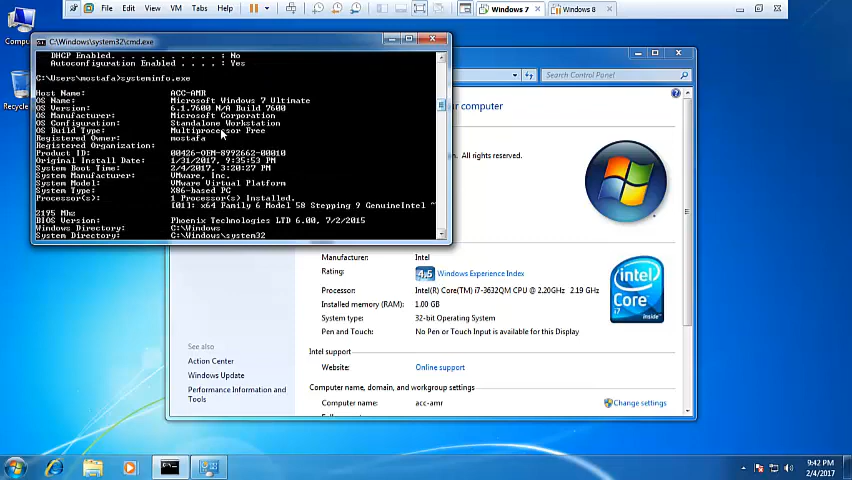 File Edit View VM Tabs Help
Windows 7
Windows 8
C:\Windows\system32\cmd.exe
DHCP Enabled. . . . . . . . . . . : No
Autoconfiguration Enabled . . . . : Yes
C:\Users\mostafa>systeminfo.exe
Host Name: ACC-AMR
OS Name: Microsoft Windows 7 Ultimate
OS Version: 6.1.7600 N/A Build 7600
OS Manufacturer: Microsoft Corporation
OS Configuration: Standalone Workstation
OS Build Type: Multiprocessor Free
Registered Owner: mostafa
Registered Organization:
Product ID: 00426-OEM-8992662-00010
Original Install Date: 1/31/2017, 9:35:53 PM
System Boot Time: 2/4/2017, 3:20:27 PM
System Manufacturer: VMware, Inc.
System Model: VMware Virtual Platform
System Type: X86-based PC
Processor(s): 1 Processor(s) Installed.
[01]: x64 Family 6 Model 58 Stepping 9 GenuineIntel ~
2195 Mhz
BIOS Version: Phoenix Technologies LTD 6.00, 7/2/2015
Windows Directory: C:\Windows
System Directory: C:\Windows\system32
Search Control Panel
computer
ghts reserved.
Manufacturer: Intel
Rating: 4.5 Windows Experience Index
Processor: Intel(R) Core(TM) i7-3632QM CPU @ 2.20GHz 2.19 GHz
Installed memory (RAM): 1.00 GB
System type: 32-bit Operating System
Pen and Touch: No Pen or Touch Input is available for this Display
Intel support
Website: Online support
Computer name, domain, and workgroup settings
Computer name: acc-amr
Change settings
See also
Action Center
Windows Update
Performance Information and
Tools
intel
Core
i7
inside
Compu
Recycle
9:42 PM
2/4/2017